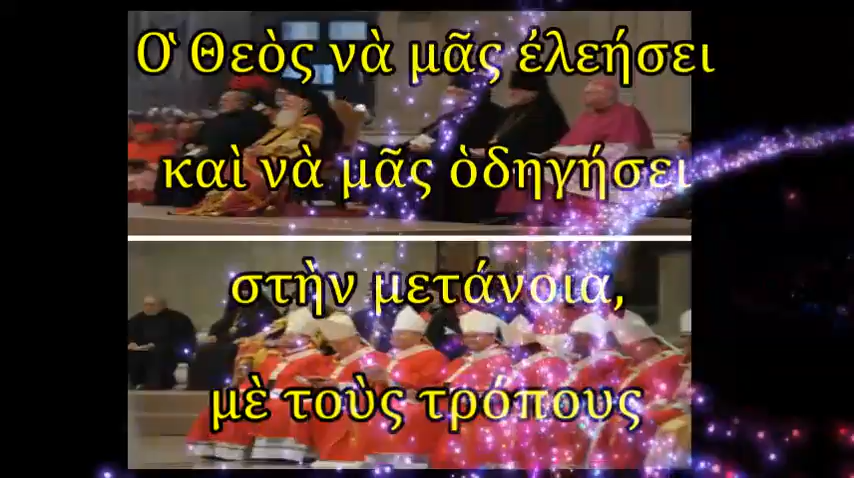 Ὁ Θεὸς νὰ μᾶς ἐλεήσει
καὶ νὰ μᾶς ὁδηγήσει
στὴν μετάνοια,
μὲ τοὺς τρόπους